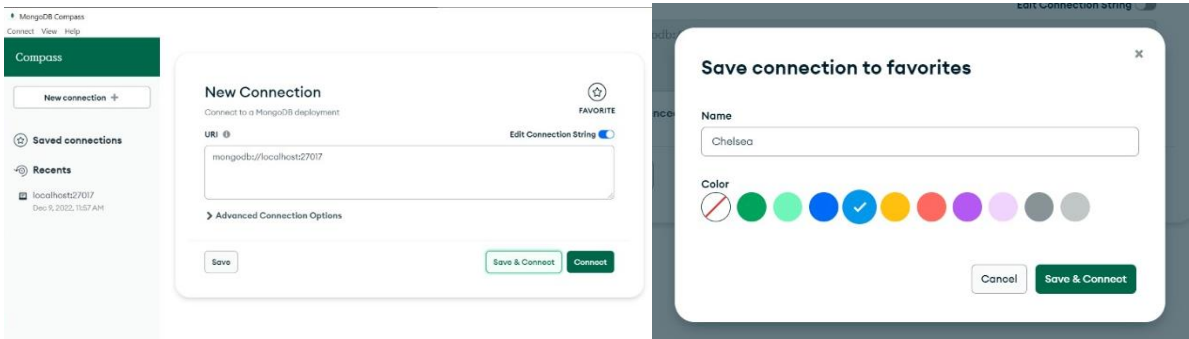 MongoDB Compass
Connect View Help
Compass
New connection +
Saved connections
Recents
localhost:27017
Dec 9, 2022, 11:57 AM
New Connection
Connect to a MongoDB deployment
FAVORITE
URI
Edit Connection String
mongodb://localhost:27017
Advanced Connection Options
Save
Save & Connect
Connect
Edit Connection String
Save connection to favorites
Name
Chelsea
Color
Cancel
Save & Connect